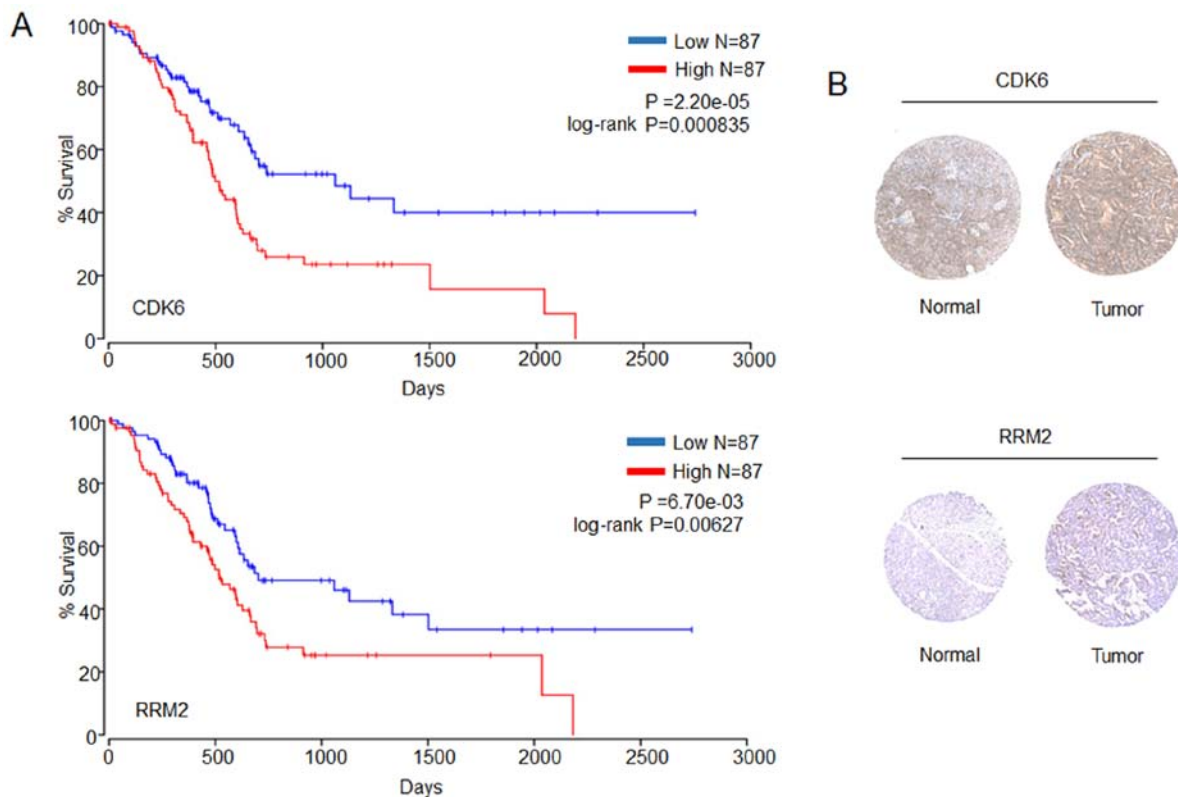 A
100
80
60
40
20
0
% Survival
Low N=87
High N=87
P =2.20e-05
log-rank P=0.000835
CDK6
0 500 1000 1500 2000 2500 3000
Days
100
80
60
40
20
0
% Survival
Low N=87
High N=87
P =6.70e-03
log-rank P=0.00627
RRM2
0 500 1000 1500 2000 2500 3000
Days
B
CDK6
Normal Tumor
RRM2
Normal Tumor